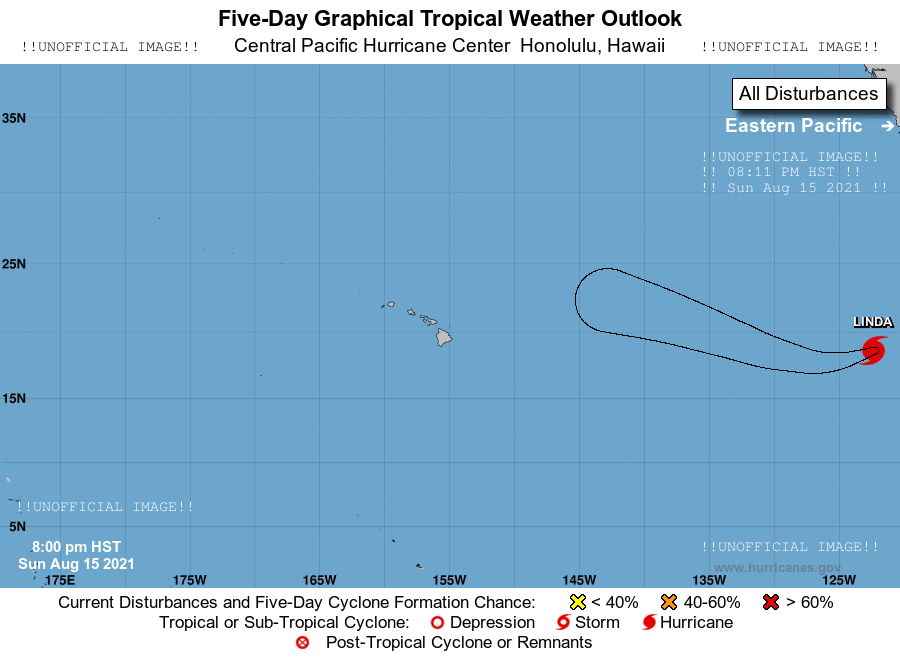 Five-Day Graphical Tropical Weather Outlook
!!UNOFFICIAL IMAGE!! Central Pacific Hurricane Center Honolulu, Hawaii !!UNOFFICIAL IMAGE!!
All Disturbances
35N
Eastern Pacific →
!!UNOFFICIAL IMAGE!!
!! 08:11 PM HST !!
!! Sun Aug 15 2021 !!
25N
LINDA
15N
!!UNOFFICIAL IMAGE!!
5N
8:00 pm HST
Sun Aug 15 2021
!!UNOFFICIAL IMAGE!!
www.hurricanes.gov
175E 175W 165W 155W 145W 135W 125W
Current Disturbances and Five-Day Cyclone Formation Chance: < 40% 40-60% > 60%
Tropical or Sub-Tropical Cyclone: Depression Storm Hurricane
Post-Tropical Cyclone or Remnants